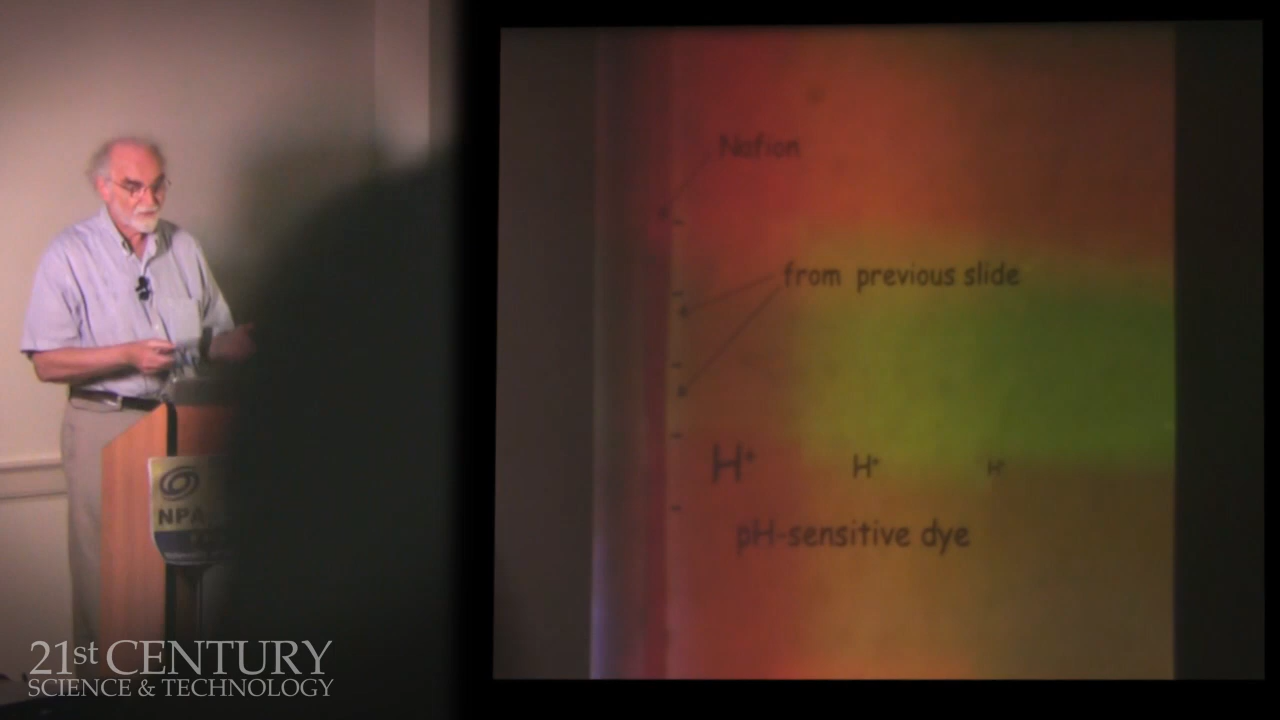 Nafion
from previous slide
H⁺ H⁺ H⁺
pH-sensitive dye
NPA
21st CENTURY
SCIENCE & TECHNOLOGY